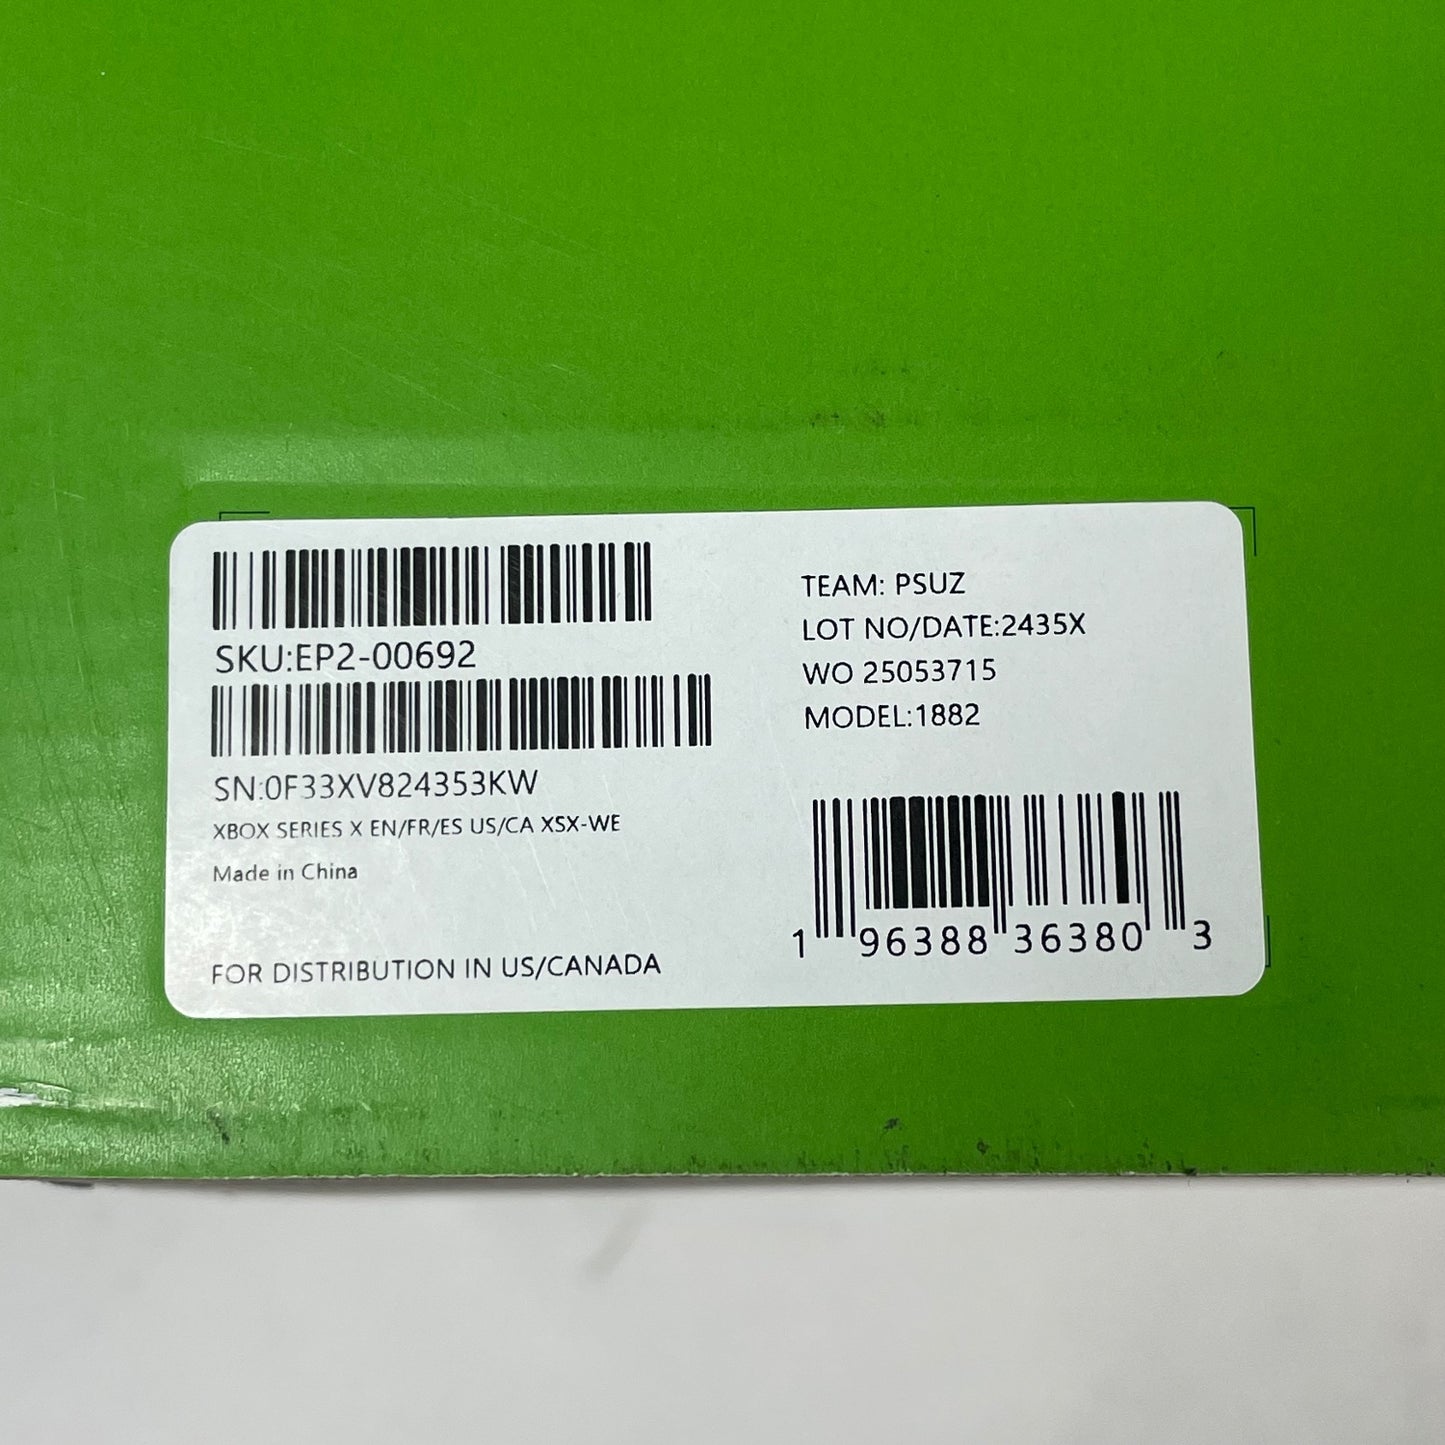 SKU:EP2-00692
SN:0F33XV824353KW
XBOX SERIES X EN/FR/ES US/CA XSX-WE
Made in China
FOR DISTRIBUTION IN US/CANADA
TEAM: PSUZ
LOT NO/DATE:2435X
WO 25053715
MODEL:1882
1 96388 36380 3